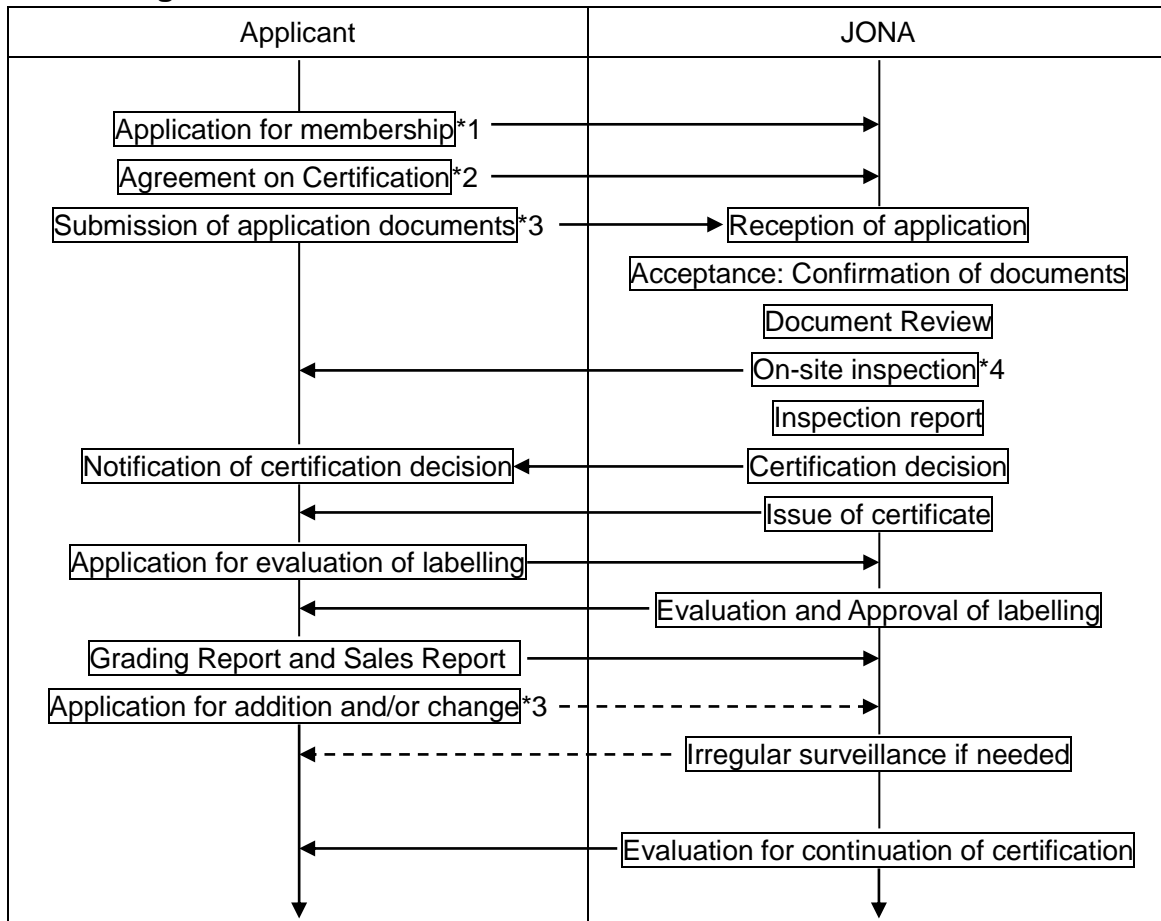 Applicant
JONA
Application for membership*1
Agreement on Certification*2
Submission of application documents*3
Reception of application
Acceptance: Confirmation of documents
Document Review
On-site inspection*4
Inspection report
Notification of certification decision
Certification decision
Issue of certificate
Application for evaluation of labelling
Evaluation and Approval of labelling
Grading Report and Sales Report
Application for addition and/or change*3
Irregular surveillance if needed
Evaluation for continuation of certification